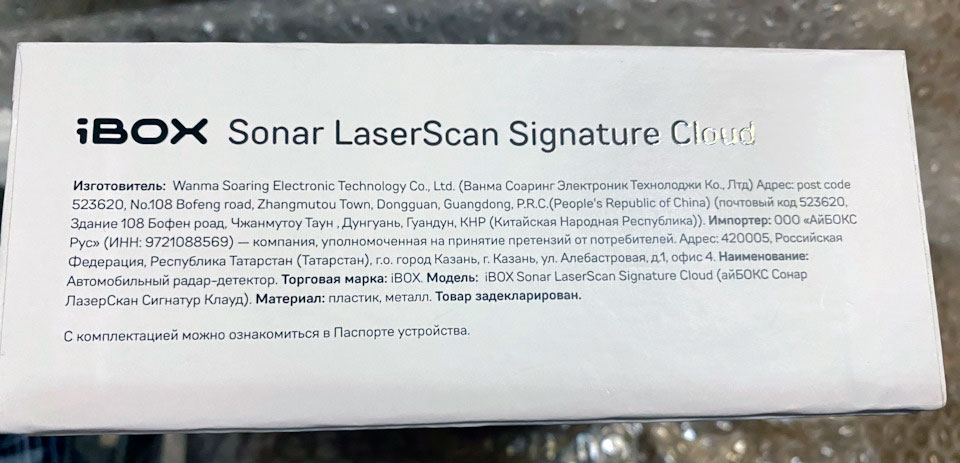 iBOX Sonar LaserScan Signature Cloud
Изготовитель: Wanma Soaring Electronic Technology Co., Ltd. (Ванма Соаринг Электроник Технолоджи Ко., Лтд) Адрес: post code
523620, No.108 Bofeng road, Zhangmutou Town, Dongguan, Guangdong, P.R.C.(People's Republic of China) (почтовый код 523620,
Здание 108 Бофен роад, Чжанмутоу Таун , Дунгуань, Гуандун, КНР (Китайская Народная Республика)). Импортер: ООО «АйБОКС
Рус» (ИНН: 9721088569) — компания, уполномоченная на принятие претензий от потребителей. Адрес: 420005, Российская
Федерация, Республика Татарстан (Татарстан), г.о. город Казань, г. Казань, ул. Алебастровая, д.1, офис 4. Наименование:
Автомобильный радар-детектор. Торговая марка: iBOX. Модель: iBOX Sonar LaserScan Signature Cloud (айБОКС Сонар
ЛазерСкан Сигнатур Клауд). Материал: пластик, металл. Товар задекларирован.
С комплектацией можно ознакомиться в Паспорте устройства.